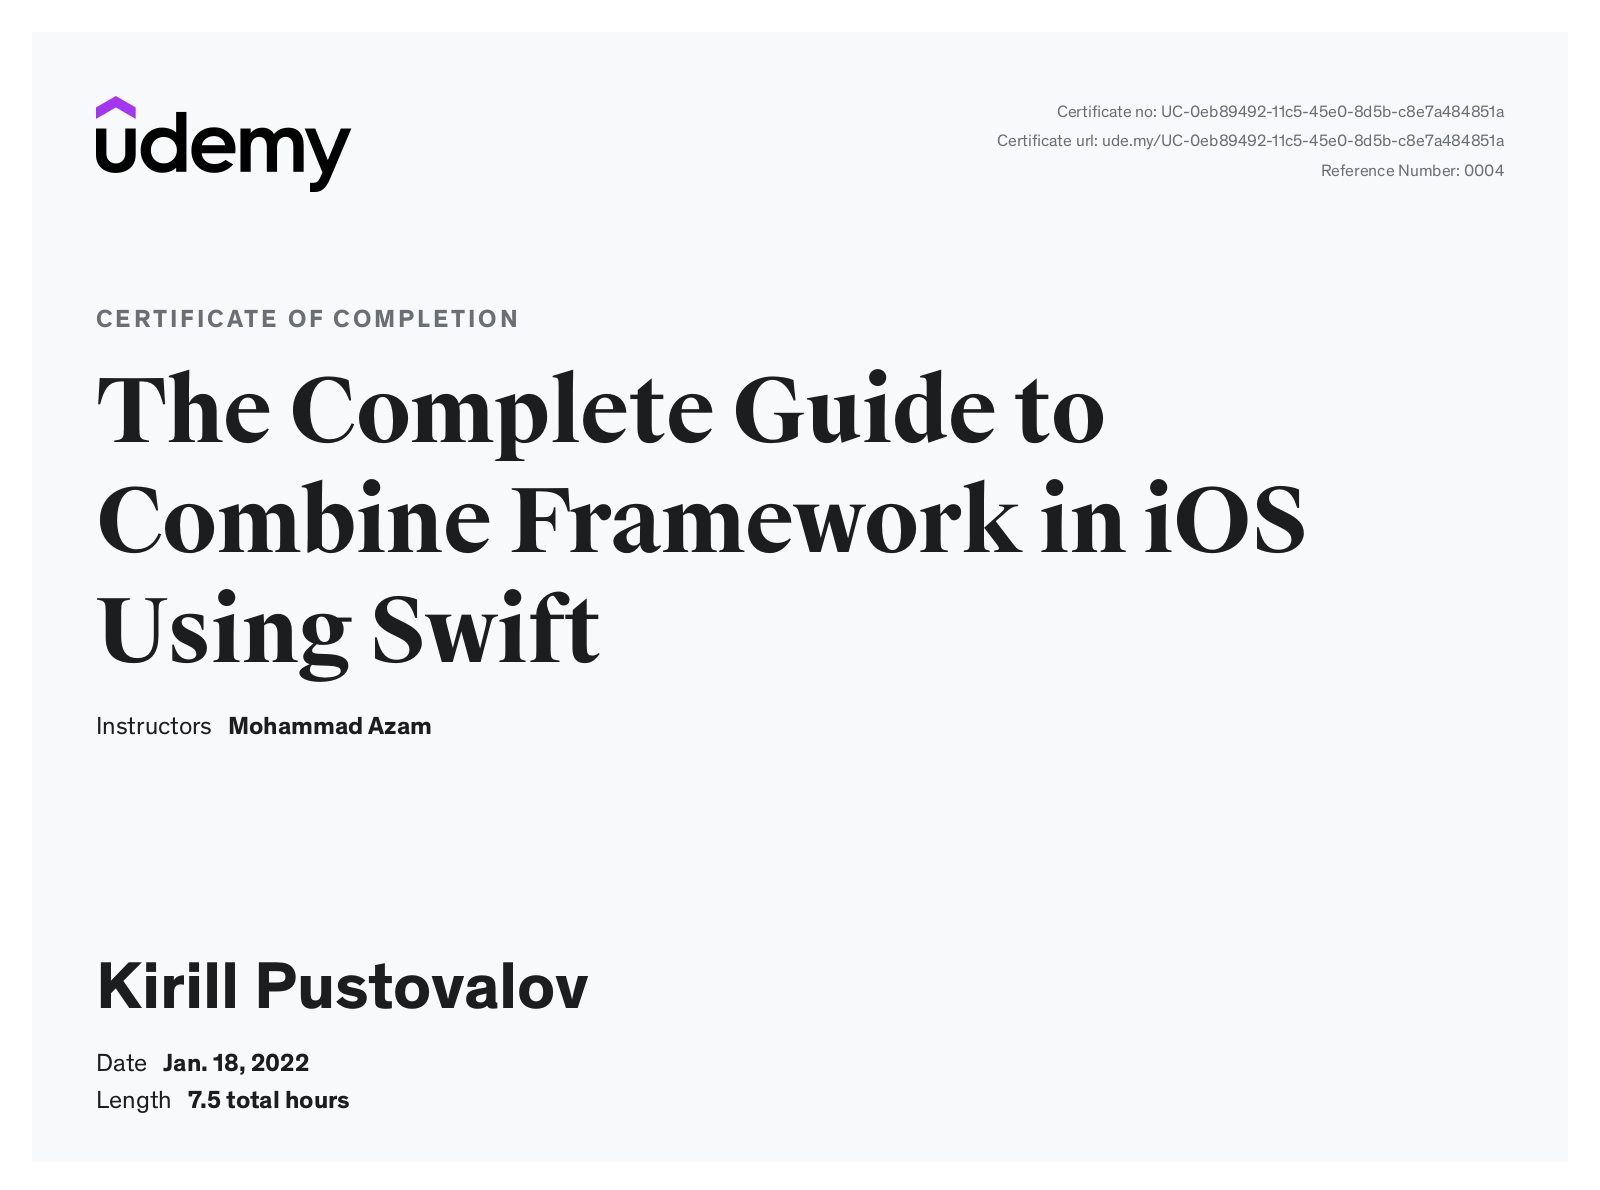 udemy
Certificate no: UC-0eb89492-11c5-45e0-8d5b-c8e7a484851a
Certificate url: ude.my/UC-0eb89492-11c5-45e0-8d5b-c8e7a484851a
Reference Number: 0004
CERTIFICATE OF COMPLETION
The Complete Guide to
Combine Framework in iOS
Using Swift
Instructors Mohammad Azam
Kirill Pustovalov
Date Jan. 18, 2022
Length 7.5 total hours